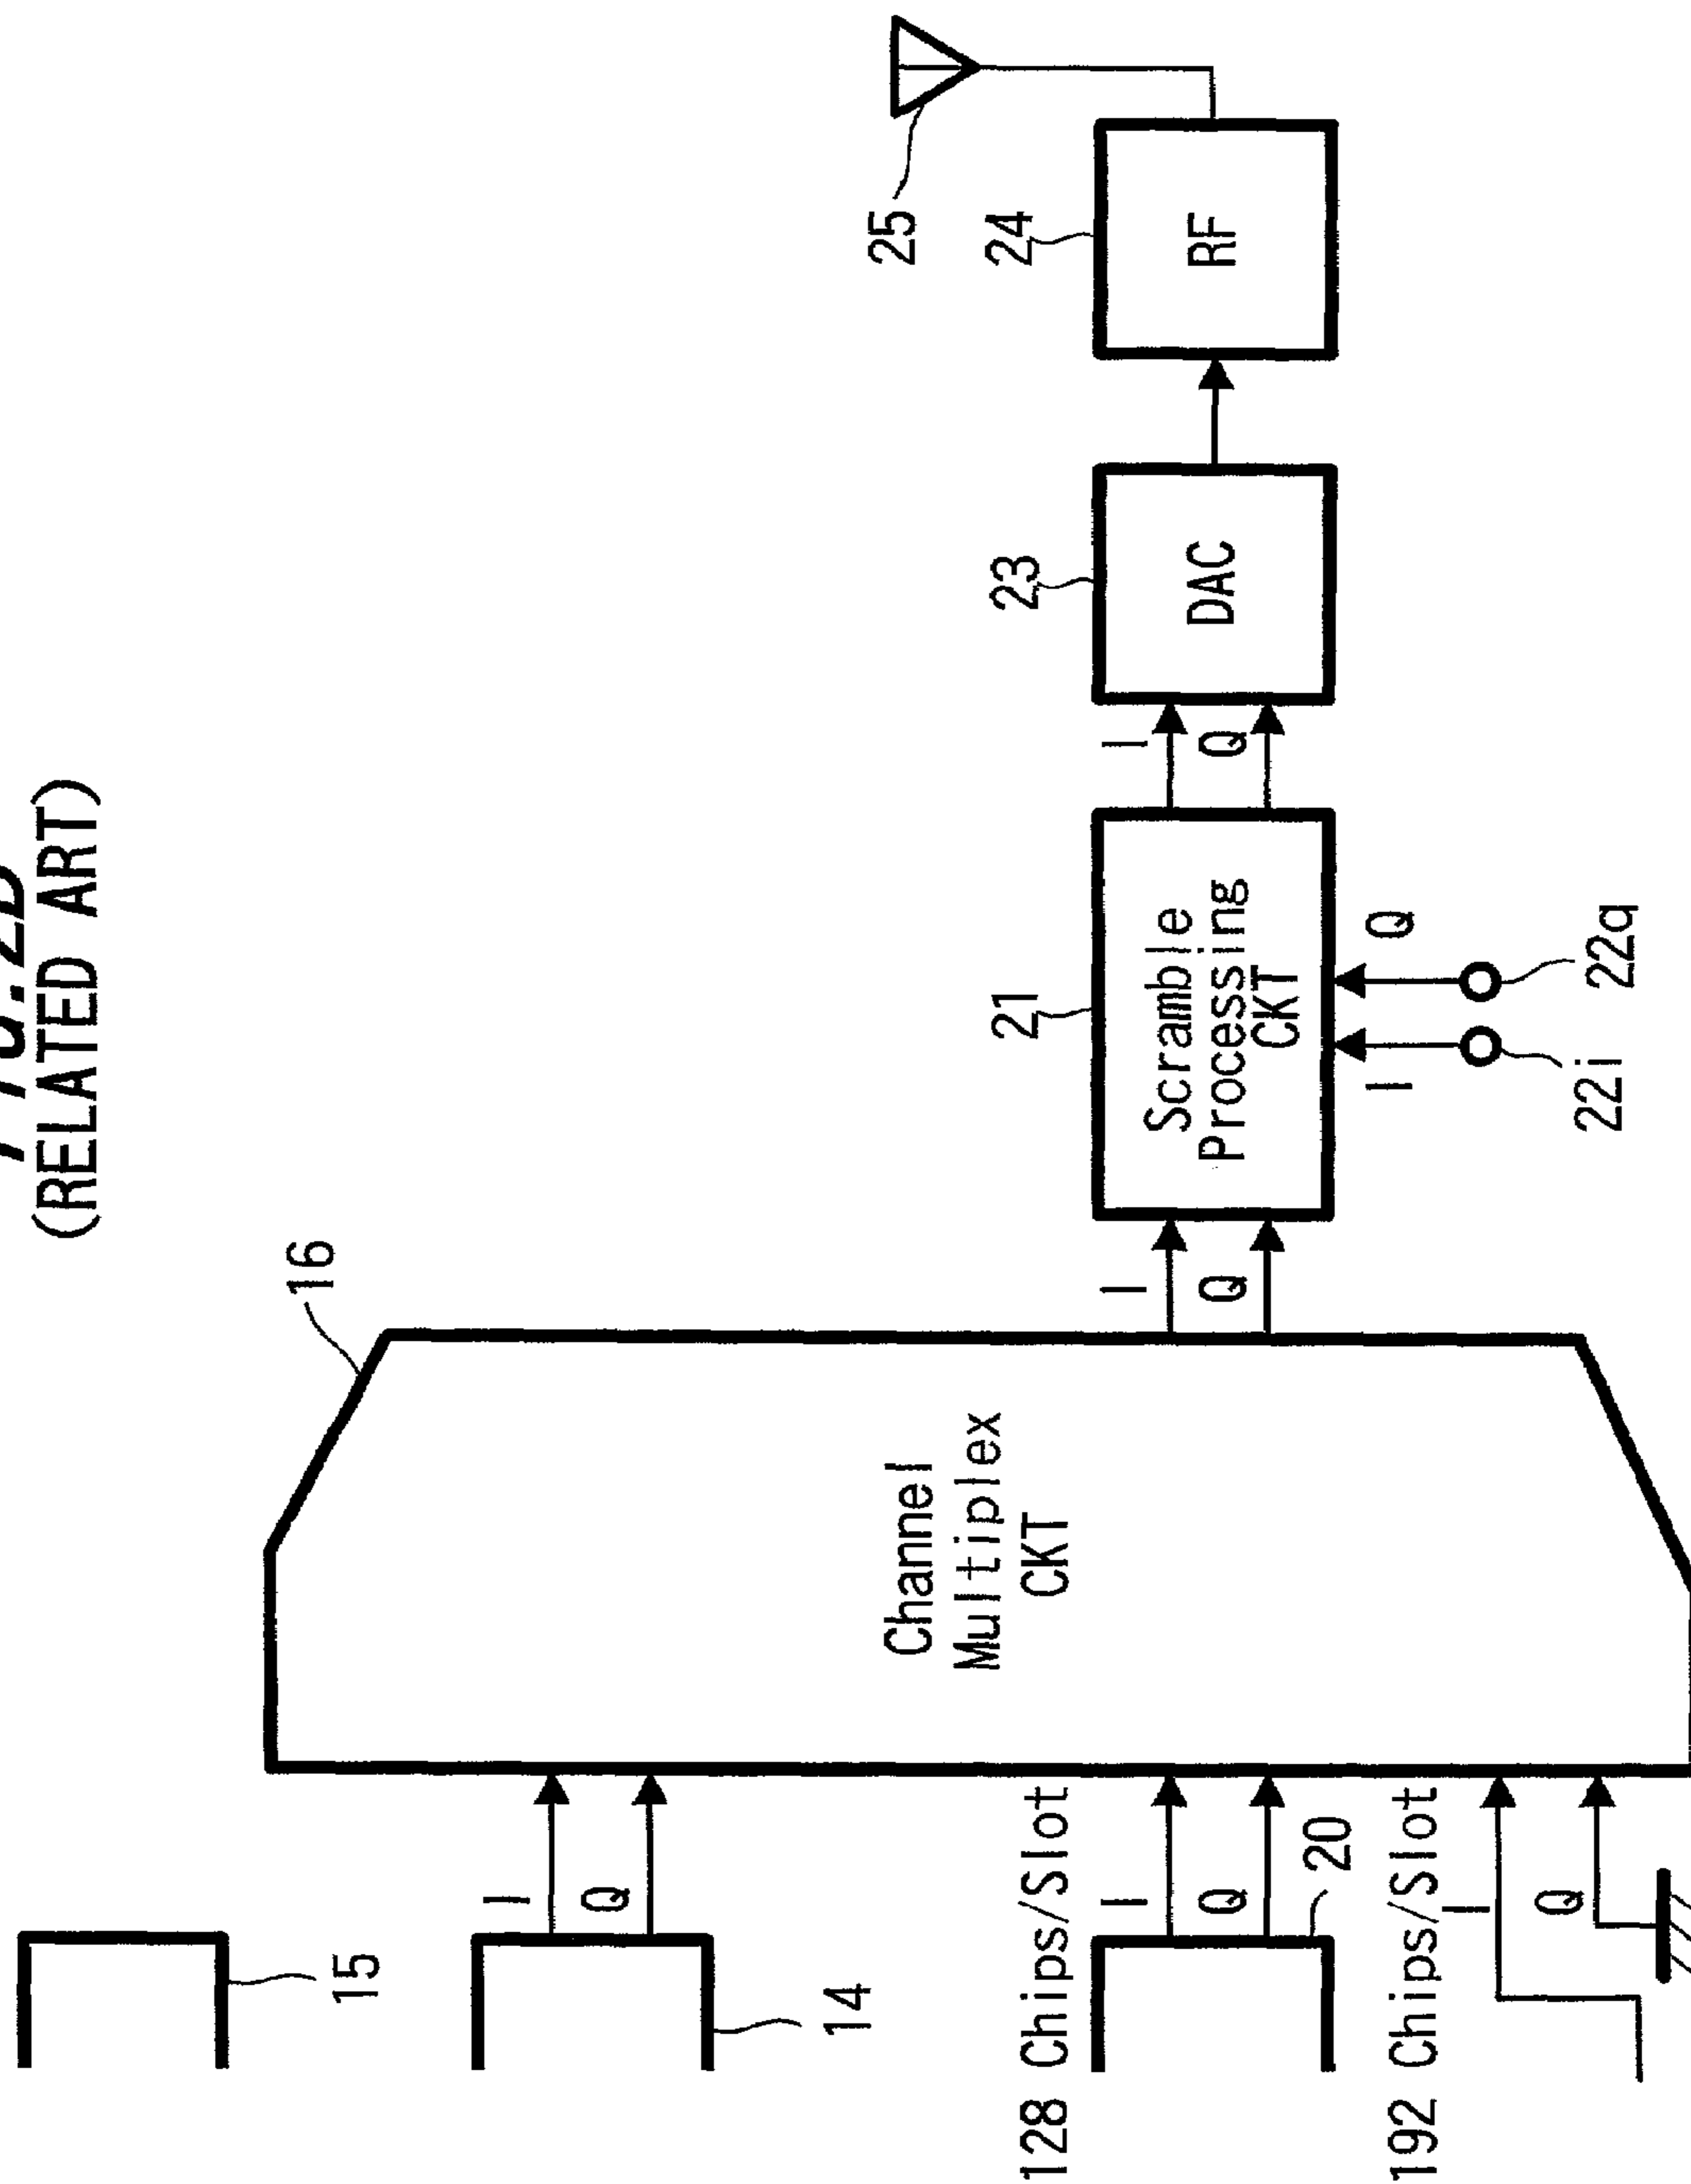 (RELATED ART)
16
25
24
23
21
RF
DAC
Scramble
Processing
CKT
I
Q
I
Q
I
Q
22i
22q
Channel
Multiplex
CKT
15
14
I
Q
128 Chips/Slot
I
Q
20
192 Chips/Slot
I
Q